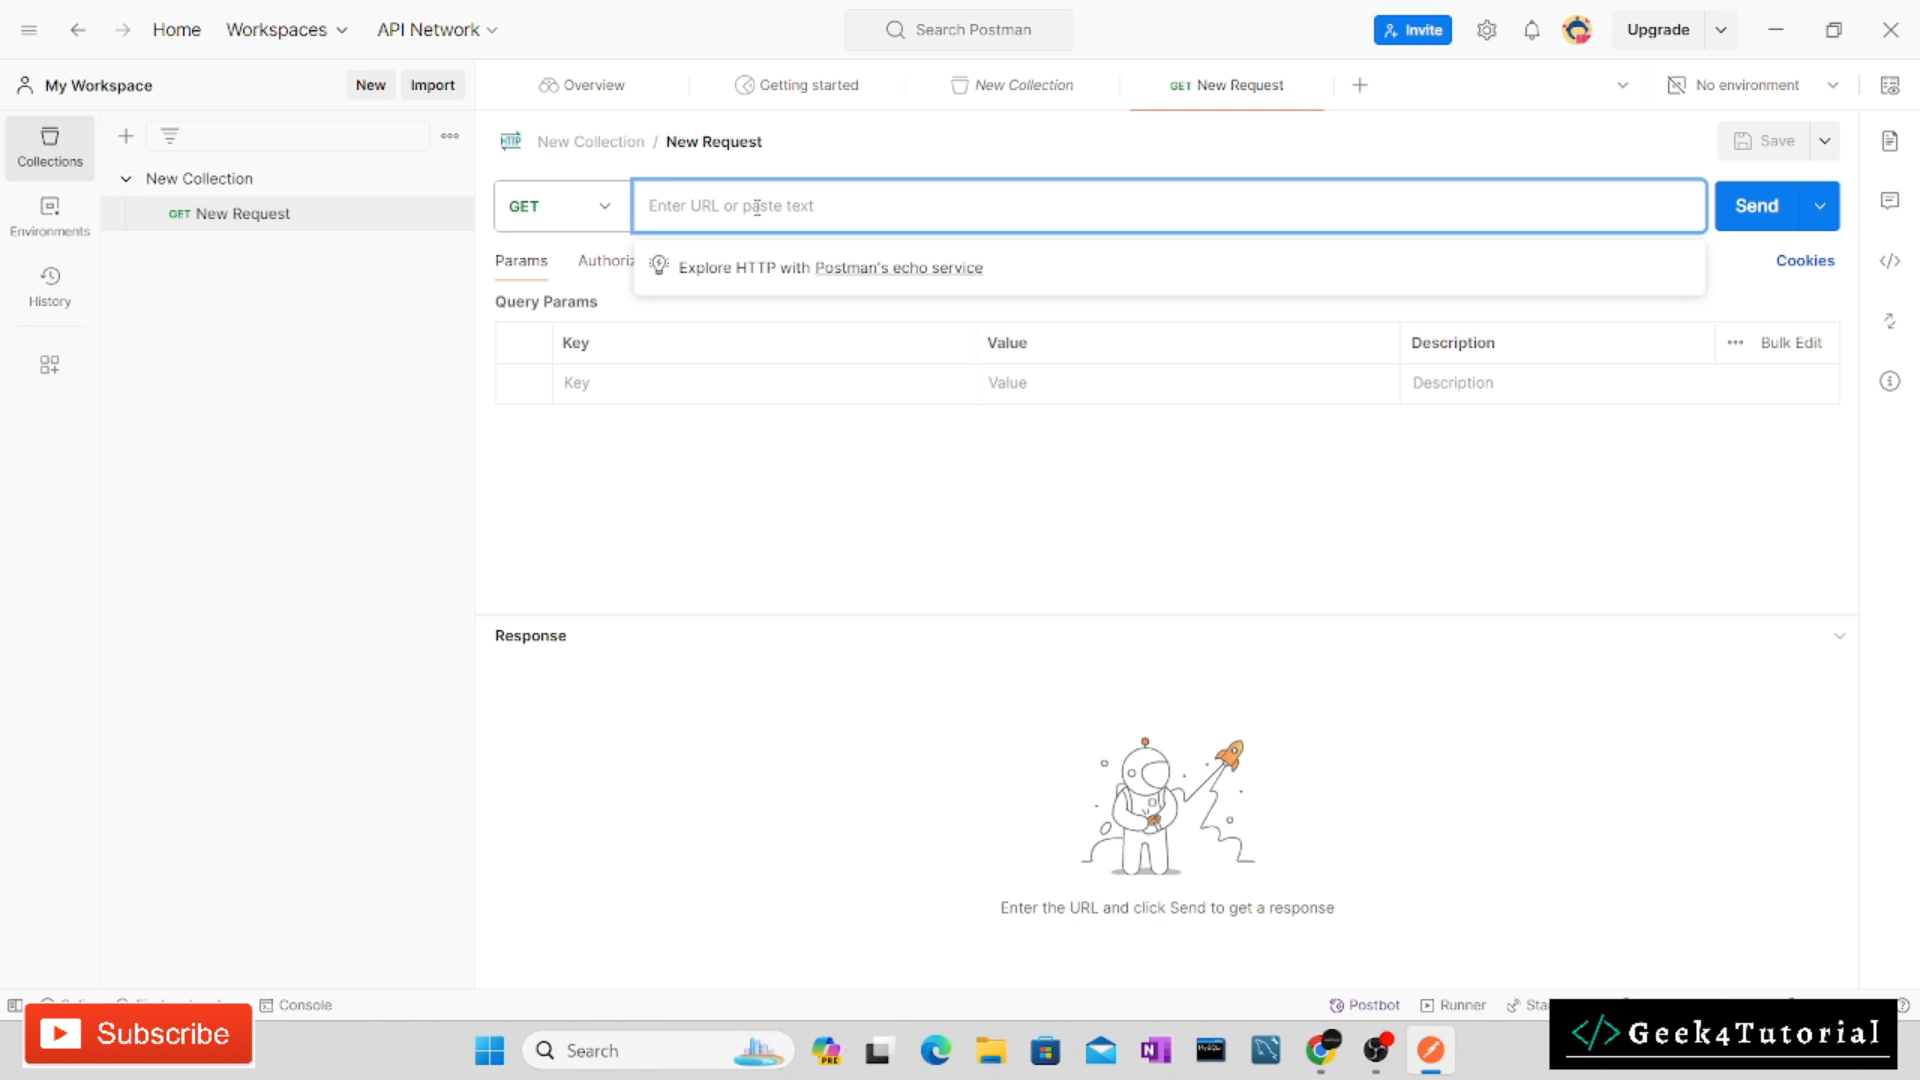 Home Workspaces API Network Search Postman Invite Upgrade
My Workspace New Import Overview Getting started New Collection GET New Request No environment
Collections
New Collection
GET New Request
Environments
History
HTTP New Collection / New Request Save
GET Enter URL or paste text Send
Params Authoriz Explore HTTP with Postman's echo service Cookies
Query Params
Key Value Description Bulk Edit
Key Value Description
Response
Enter the URL and click Send to get a response
Console Postbot Runner Sta
Subscribe
Search
PRE
</> Geek4Tutorial